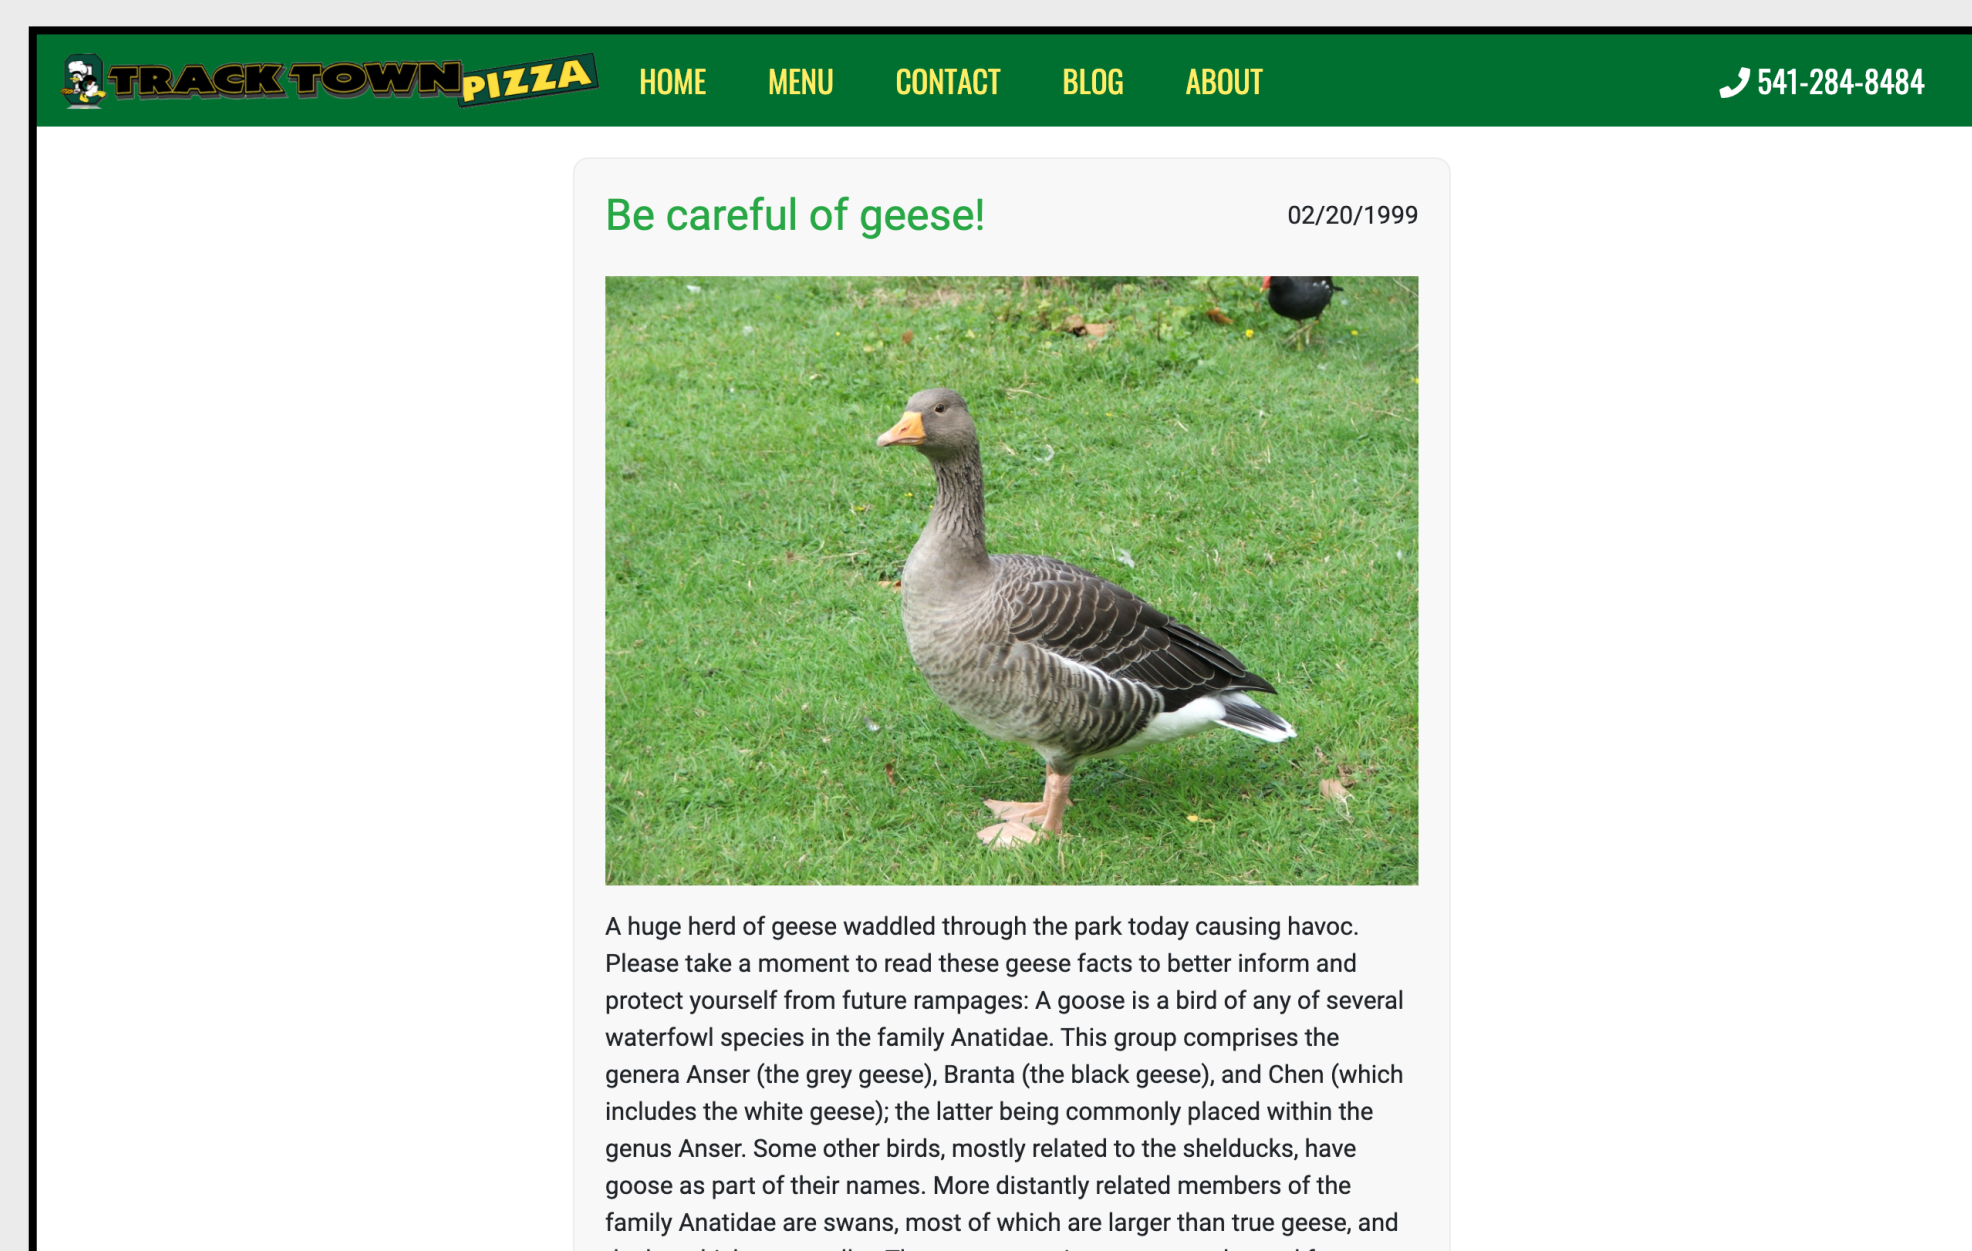 TRACK TOWN PIZZA HOME MENU CONTACT BLOG ABOUT 541-284-8484
Be careful of geese! 02/20/1999
A huge herd of geese waddled through the park today causing havoc.
Please take a moment to read these geese facts to better inform and
protect yourself from future rampages: A goose is a bird of any of several
waterfowl species in the family Anatidae. This group comprises the
genera Anser (the grey geese), Branta (the black geese), and Chen (which
includes the white geese); the latter being commonly placed within the
genus Anser. Some other birds, mostly related to the shelducks, have
goose as part of their names. More distantly related members of the
family Anatidae are swans, most of which are larger than true geese, and